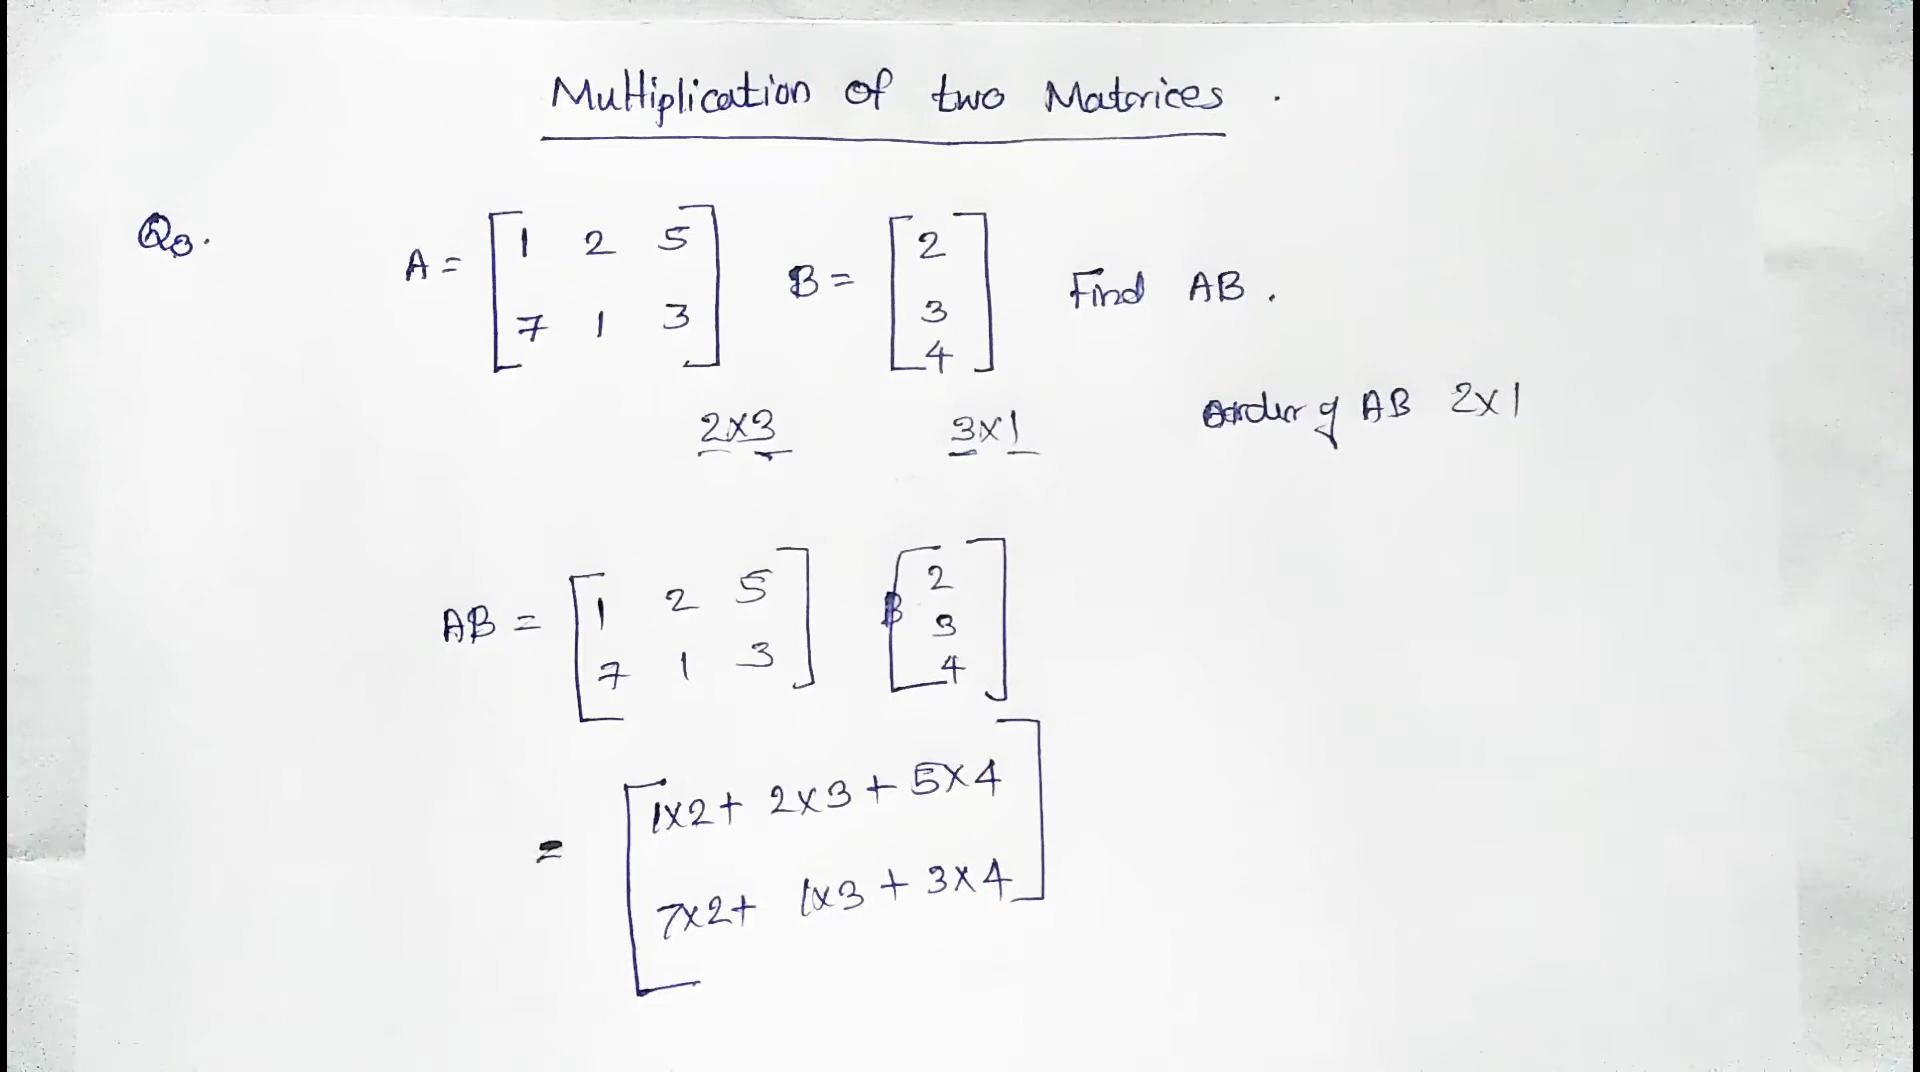 Multiplication of two Matrices .
Q3. A = [ 1 2 5 B = [ 2 Find AB .
7 1 3 ] 3
4 ]
2x3 3x1 order of AB 2x1
AB = [ 1 2 5 [ 2
7 1 3 ] 3
4 ]
= [ 1x2+ 2x3 + 5x4
7x2+ 1x3 + 3x4 ]